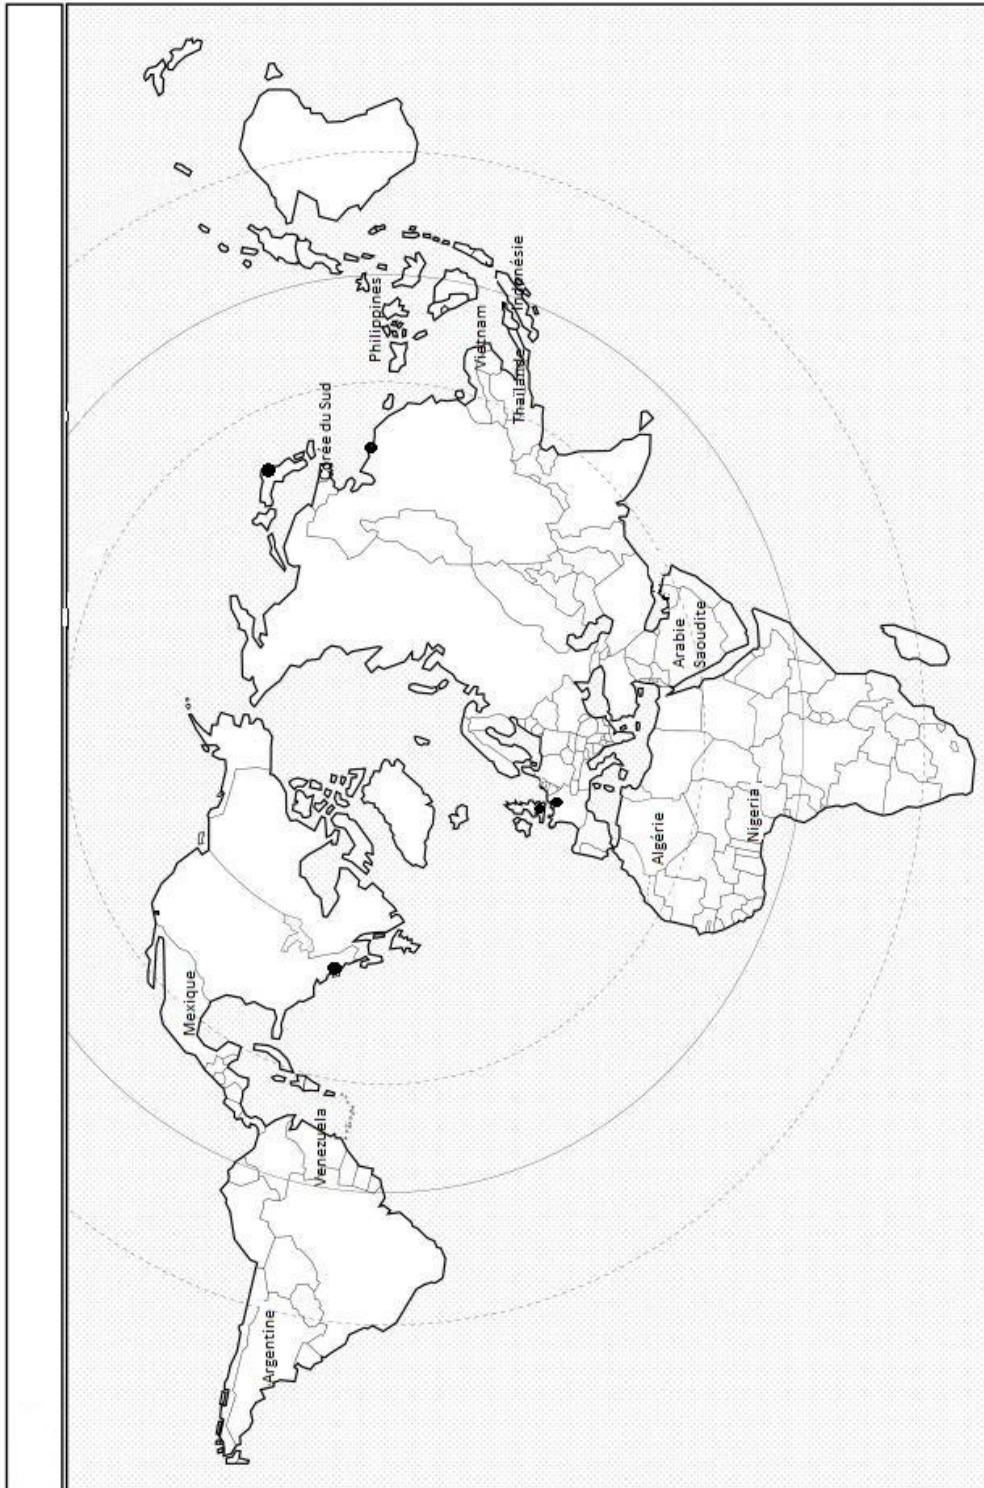 Mexique
Argentine
Venezuela
Corée du Sud
Philippines
Vietnam
Thaïlande
Indonésie
Algérie
Arabie
Saoudite
Nigeria